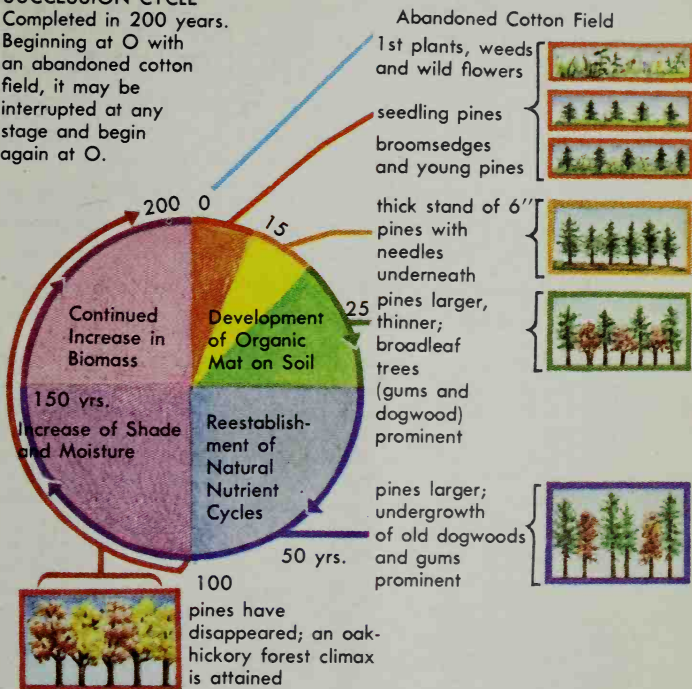 SUCCESSION CYCLE
Completed in 200 years.
Beginning at O with
an abandoned cotton
field, it may be
interrupted at any
stage and begin
again at O.
Abandoned Cotton Field
1st plants, weeds
and wild flowers
seedling pines
broomsedges
and young pines
thick stand of 6"
pines with
needles
underneath
pines larger,
thinner;
broadleaf
trees
(gums and
dogwood)
prominent
pines larger;
undergrowth
of old dogwoods
and gums
prominent
200 0
15
25
50 yrs.
100
150 yrs.
Continued
Increase in
Biomass
Development
of Organic
Mat on Soil
Increase of Shade
and Moisture
Reestablish-
ment of
Natural
Nutrient
Cycles
pines have
disappeared; an oak-
hickory forest climax
is attained